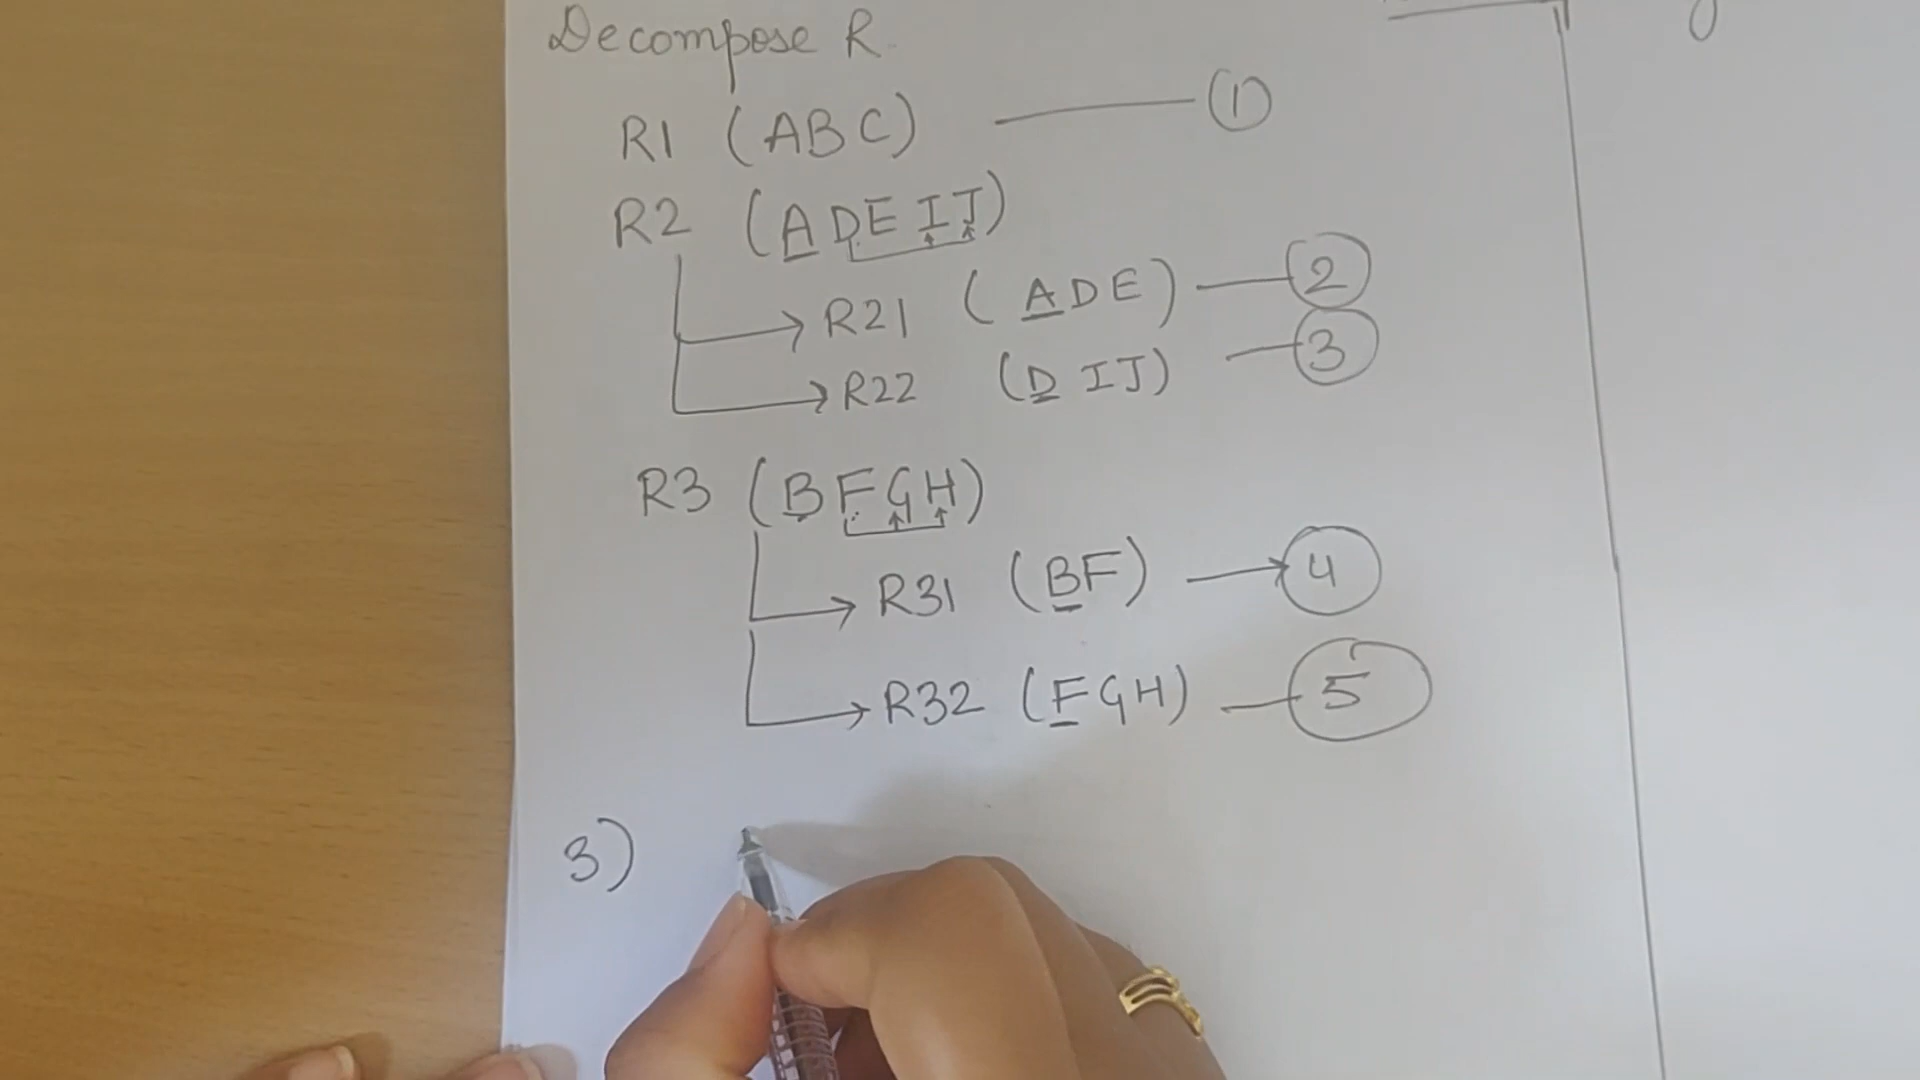 Decompose R
R1 (ABC) 1
R2 (ADEIJ)
R21 (ADE) 2
R22 (DIJ) 3
R3 (BFGH)
R31 (BF) 4
R32 (FGH) 5
3)